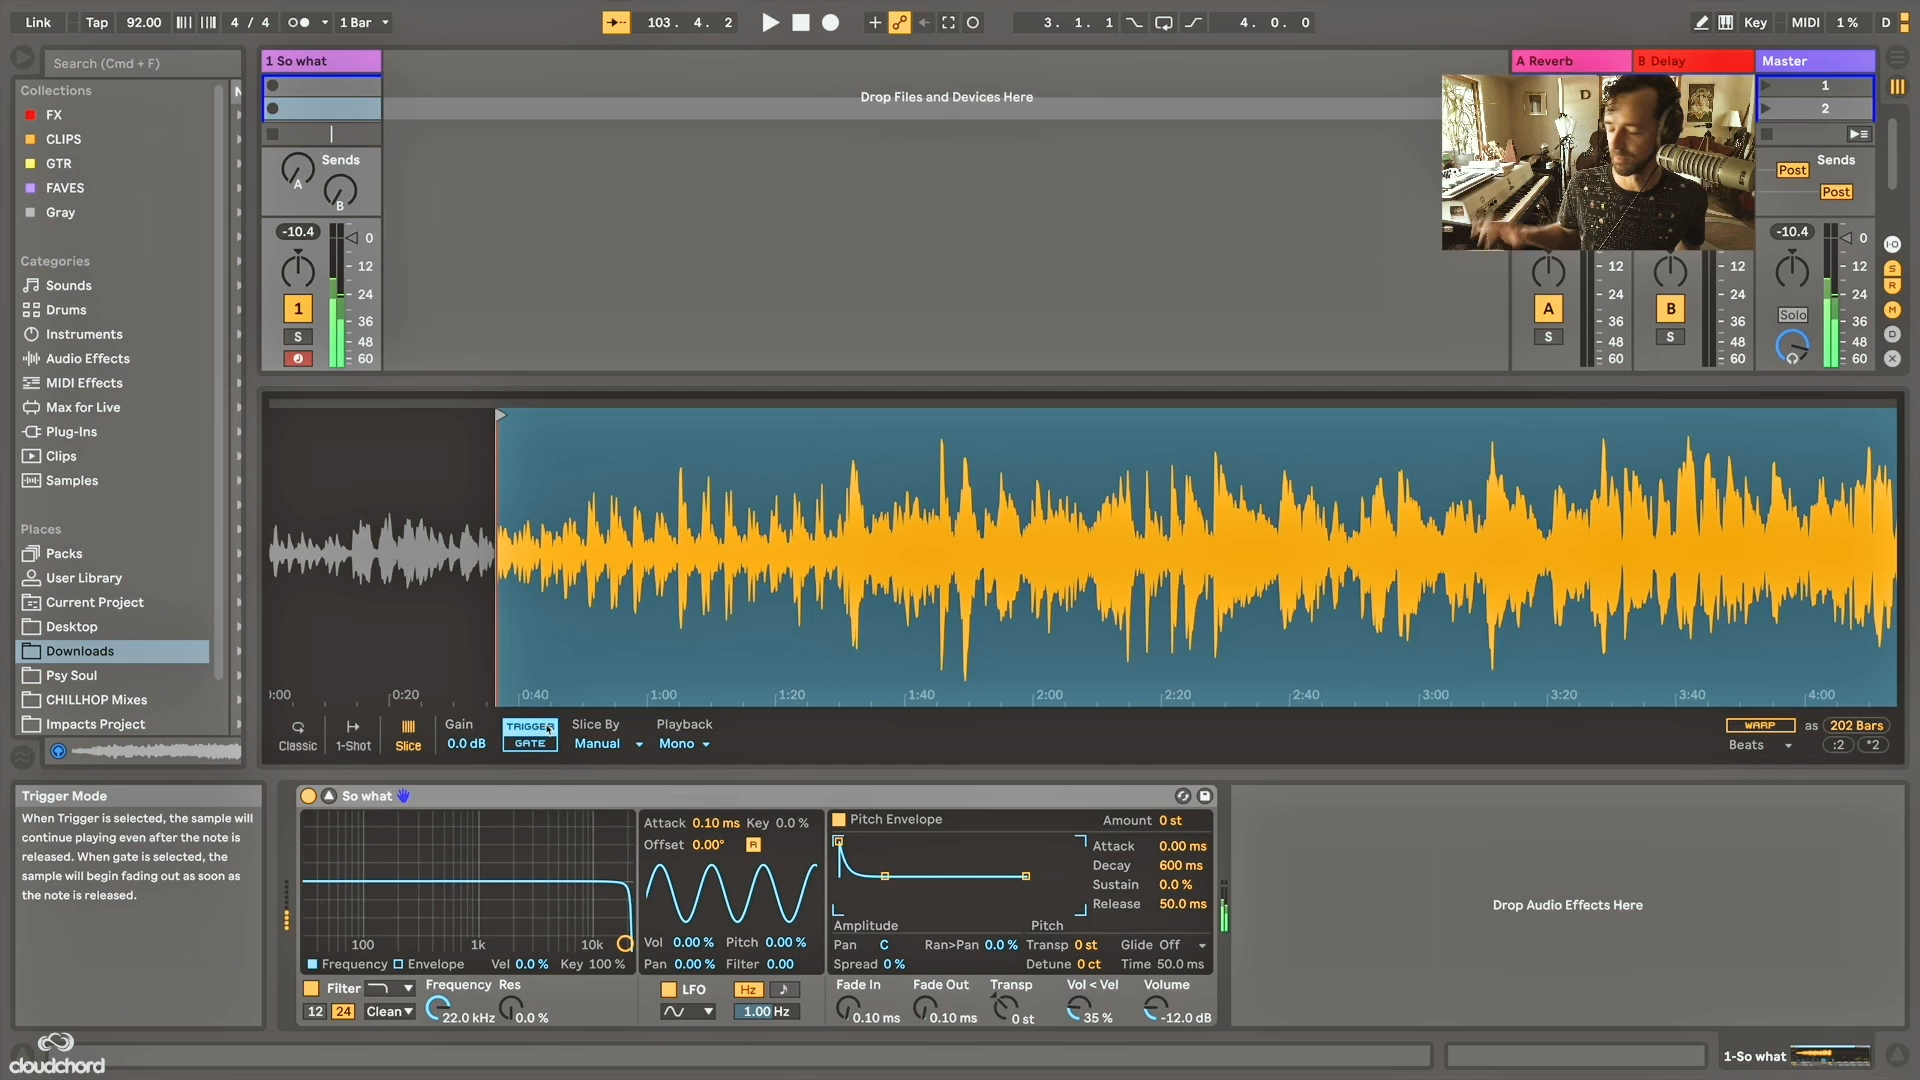 Link
Tap
92.00
4 / 4
1 Bar
103. 4. 2
3. 1. 1
4. 0. 0
Key
MIDI
1 %
D
Search (Cmd + F)
N
1 So what
A Reverb
B Delay
Master
Collections
FX
CLIPS
GTR
FAVES
Gray
Categories
Sounds
Drums
Instruments
Audio Effects
MIDI Effects
Max for Live
Plug-Ins
Clips
Samples
Places
Packs
User Library
Current Project
Desktop
Downloads
Psy Soul
CHILLHOP Mixes
Impacts Project
Drop Files and Devices Here
Sends
A
B
-10.4
0
12
24
36
48
60
1
S
12
24
36
48
60
A
S
12
24
36
48
60
B
S
1
2
Sends
Post
Post
-10.4
0
12
24
36
48
60
Solo
I·O
S
R
M
D
X
0:20
0:40
1:00
1:20
1:40
2:00
2:20
2:40
3:00
3:20
3:40
4:00
Classic
1-Shot
Slice
Gain
0.0 dB
TRIGGER
GATE
Slice By
Manual
Playback
Mono
WARP
as
202 Bars
Beats
:2
*2
Trigger Mode
When Trigger is selected, the sample will
continue playing even after the note is
released. When gate is selected, the
sample will begin fading out as soon as
the note is released.
So what
100
1k
10k
Frequency
Envelope
Vel 0.0 %
Key 100 %
Filter
Frequency
Res
12
24
Clean
22.0 kHz
0.0 %
Attack 0.10 ms
Key 0.0 %
Offset 0.00°
R
Vol 0.00 %
Pitch 0.00 %
Pan 0.00 %
Filter 0.00
LFO
Hz
1.00 Hz
Pitch Envelope
Amount 0 st
Attack 0.00 ms
Decay 600 ms
Sustain 0.0 %
Release 50.0 ms
Amplitude
Pitch
Pan C
Ran>Pan 0.0 %
Transp 0 st
Glide Off
Spread 0 %
Detune 0 ct
Time 50.0 ms
Fade In
Fade Out
Transp
Vol < Vel
Volume
0.10 ms
0.10 ms
0 st
35 %
-12.0 dB
Drop Audio Effects Here
1-So what
cloudchord